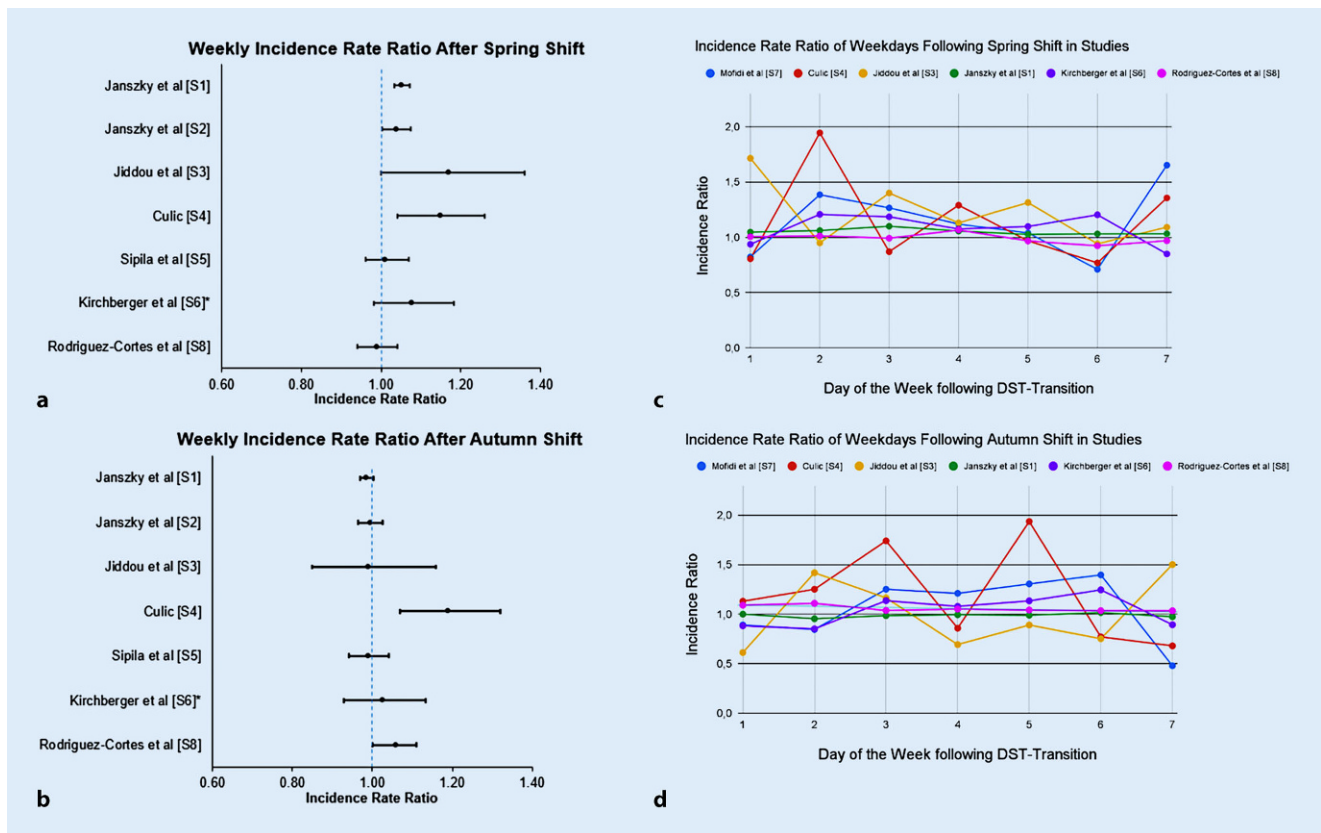 Weekly Incidence Rate Ratio After Spring Shift
Janszky et al [S1]
Janszky et al [S2]
Jiddou et al [S3]
Culic [S4]
Sipila et al [S5]
Kirchberger et al [S6]*
Rodriguez-Cortes et al [S8]
0.60
0.80
1.00
1.20
1.40
Incidence Rate Ratio
a
Weekly Incidence Rate Ratio After Autumn Shift
Janszky et al [S1]
Janszky et al [S2]
Jiddou et al [S3]
Culic [S4]
Sipila et al [S5]
Kirchberger et al [S6]*
Rodriguez-Cortes et al [S8]
0.60
0.80
1.00
1.20
1.40
Incidence Rate Ratio
b
Incidence Rate Ratio of Weekdays Following Spring Shift in Studies
Mofidi et al [S7] Culic [S4] Jiddou et al [S3] Janszky et al [S1] Kirchberger et al [S6] Rodriguez-Cortes et al [S8]
Incidence Ratio
2,0
1,5
1,0
0,5
0,0
1 2 3 4 5 6 7
Day of the Week following DST-Transition
c
Incidence Rate Ratio of Weekdays Following Autumn Shift in Studies
Mofidi et al [S7] Culic [S4] Jiddou et al [S3] Janszky et al [S1] Kirchberger et al [S6] Rodriguez-Cortes et al [S8]
Incidence Ratio
2,0
1,5
1,0
0,5
0,0
1 2 3 4 5 6 7
Day of the Week following DST-Transition
d